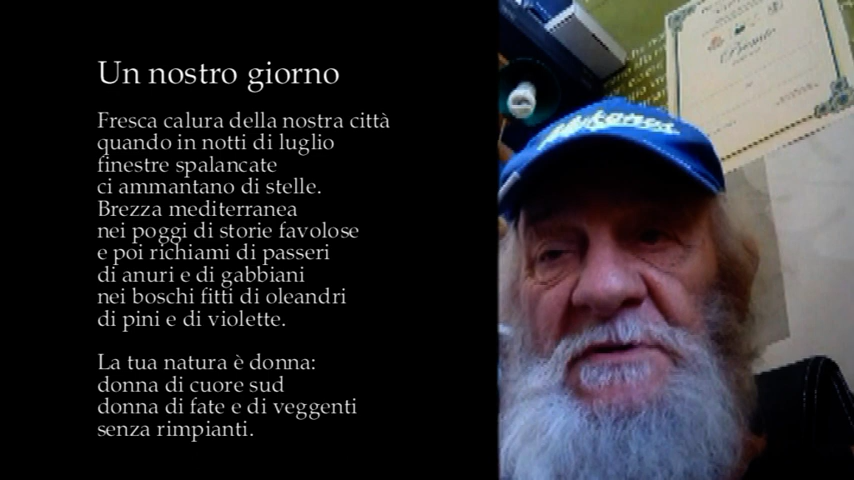 Un nostro giorno
Fresca calura della nostra città
quando in notti di luglio
finestre spalancate
ci ammantano di stelle.
Brezza mediterranea
nei poggi di storie favolose
e poi richiami di passeri
di anuri e di gabbiani
nei boschi fitti di oleandri
di pini e di violette.
La tua natura è donna:
donna di cuore sud
donna di fate e di veggenti
senza rimpianti.